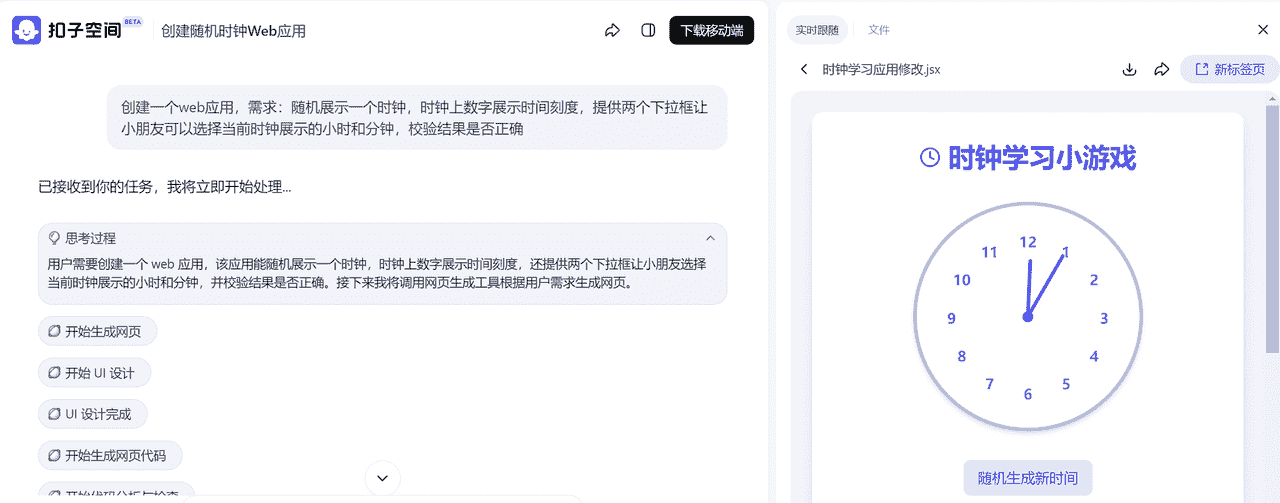 扣子空间 BETA 创建随机时钟Web应用 下载移动端
创建一个web应用，需求：随机展示一个时钟，时钟上数字展示时间刻度，提供两个下拉框让
小朋友可以选择当前时钟展示的小时和分钟，校验结果是否正确
已接收到你的任务，我将立即开始处理...
思考过程
用户需要创建一个 web 应用，该应用能随机展示一个时钟，时钟上数字展示时间刻度，还提供两个下拉框让小朋友选择
当前时钟展示的小时和分钟，并校验结果是否正确。接下来我将调用网页生成工具根据用户需求生成网页。
开始生成网页
开始 UI 设计
UI 设计完成
开始生成网页代码
开始代码分析与检查
实时跟随 文件
时钟学习应用修改.jsx 新标签页
时钟学习小游戏
12
11 1
10 2
9 3
8 4
7 5
6
随机生成新时间